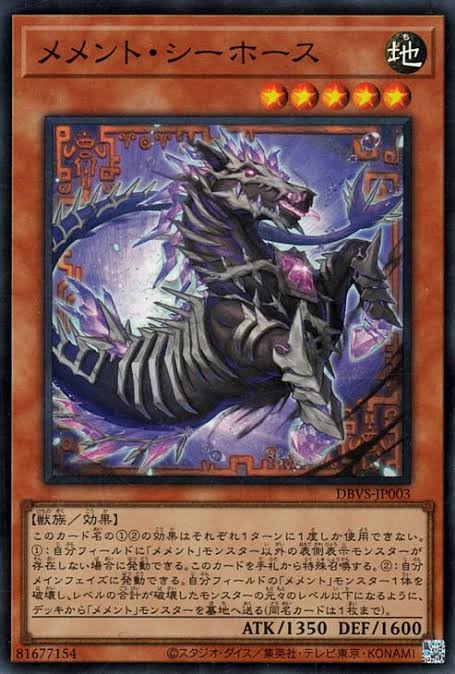 メメント・シーホース
地
DBVS-JP003
【獣族／効果】
このカード名の①②の効果はそれぞれ１ターンに１度しか使用できない。
①：自分フィールドに「メメント」モンスター以外の表側表示モンスターが
存在しない場合に発動できる。このカードを手札から特殊召喚する。②：自分
メインフェイズに発動できる。自分フィールドの「メメント」モンスター１体を
破壊し、レベルの合計が破壊したモンスターの元々のレベル以下になるように、
デッキから「メメント」モンスターを墓地へ送る（同名カードは１枚まで）。
ATK/1350 DEF/1600
81677154 ©スタジオ・ダイス／集英社・テレビ東京・KONAMI